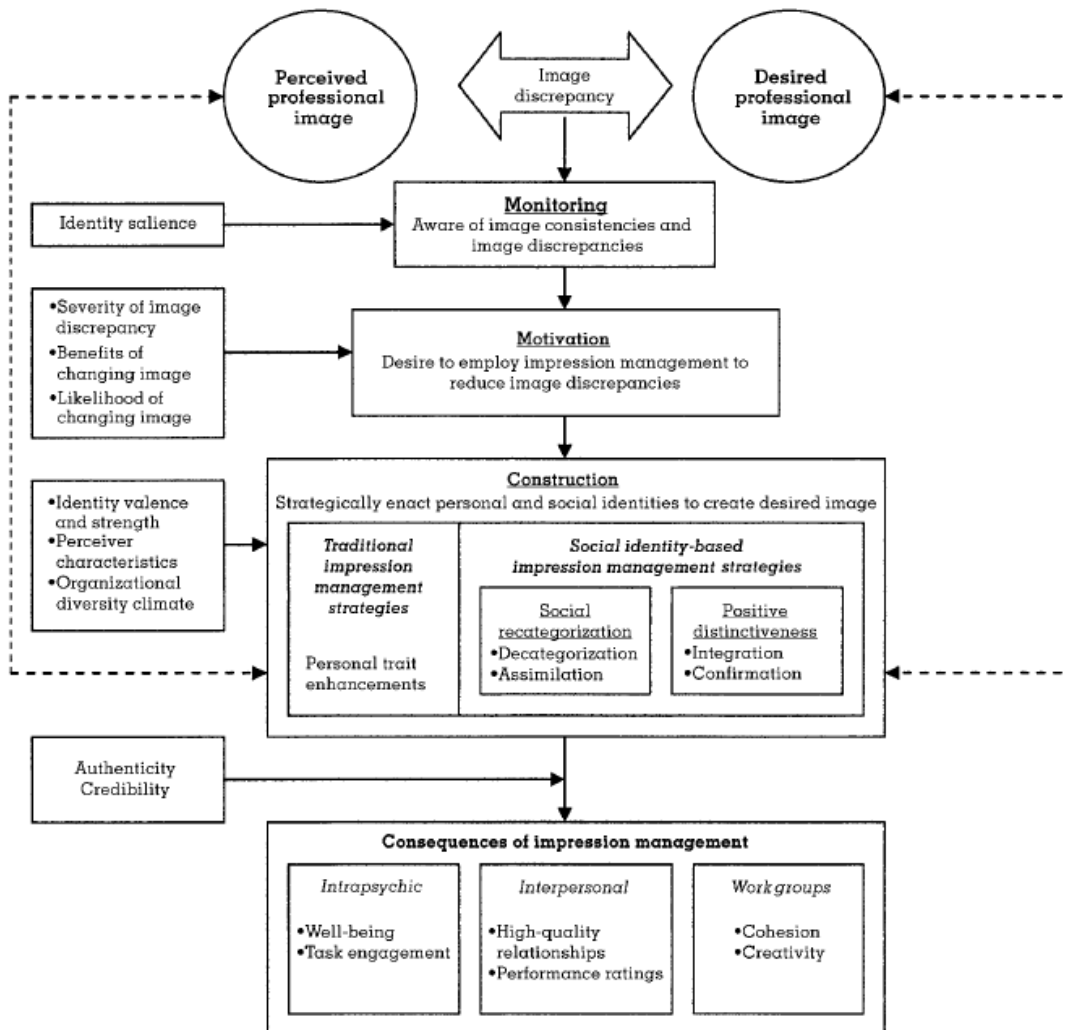 Perceived
professional
image
Image
discrepancy
Desired
professional
image
Identity salience
Monitoring
Aware of image consistencies and
image discrepancies
•Severity of image
discrepancy
•Benefits of
changing image
•Likelihood of
changing image
Motivation
Desire to employ impression management to
reduce image discrepancies
•Identity valence
and strength
•Perceiver
characteristics
•Organizational
diversity climate
Construction
Strategically enact personal and social identities to create desired image
Traditional
impression
management
strategies
Personal trait
enhancements
Social identity-based
impression management strategies
Social
recategorization
•Decategorization
•Assimilation
Positive
distinctiveness
•Integration
•Confirmation
Authenticity
Credibility
Consequences of impression management
Intrapsychic
•Well-being
•Task engagement
Interpersonal
•High-quality
relationships
•Performance ratings
Work groups
•Cohesion
•Creativity